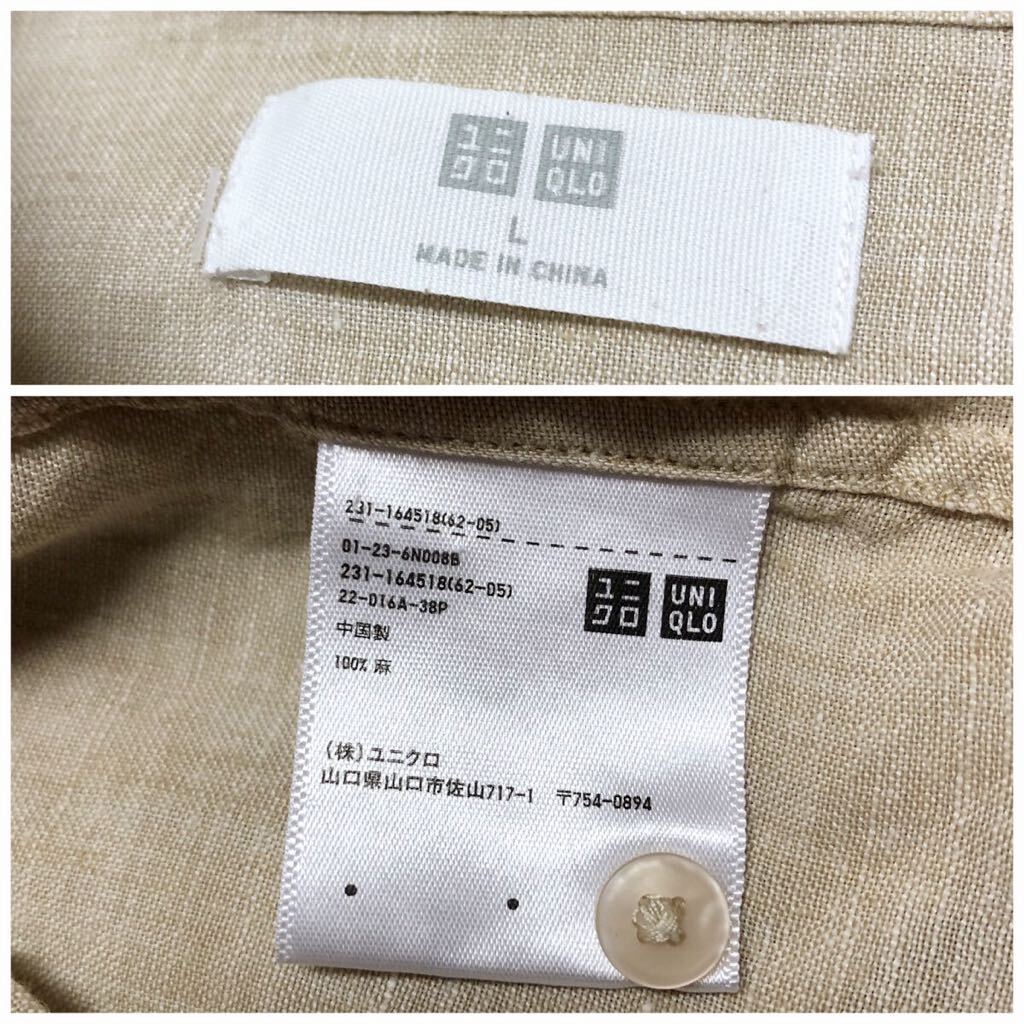 ユニ UNI
クロ QLO
L
MADE IN CHINA
231-164518(62-05)
01-23-6N008B
231-164518(62-05)
22-016A-38P
ユニ UNI
クロ QLO
中国製
100% 麻
(株)ユニクロ
山口県山口市佐山717-1 〒754-0894